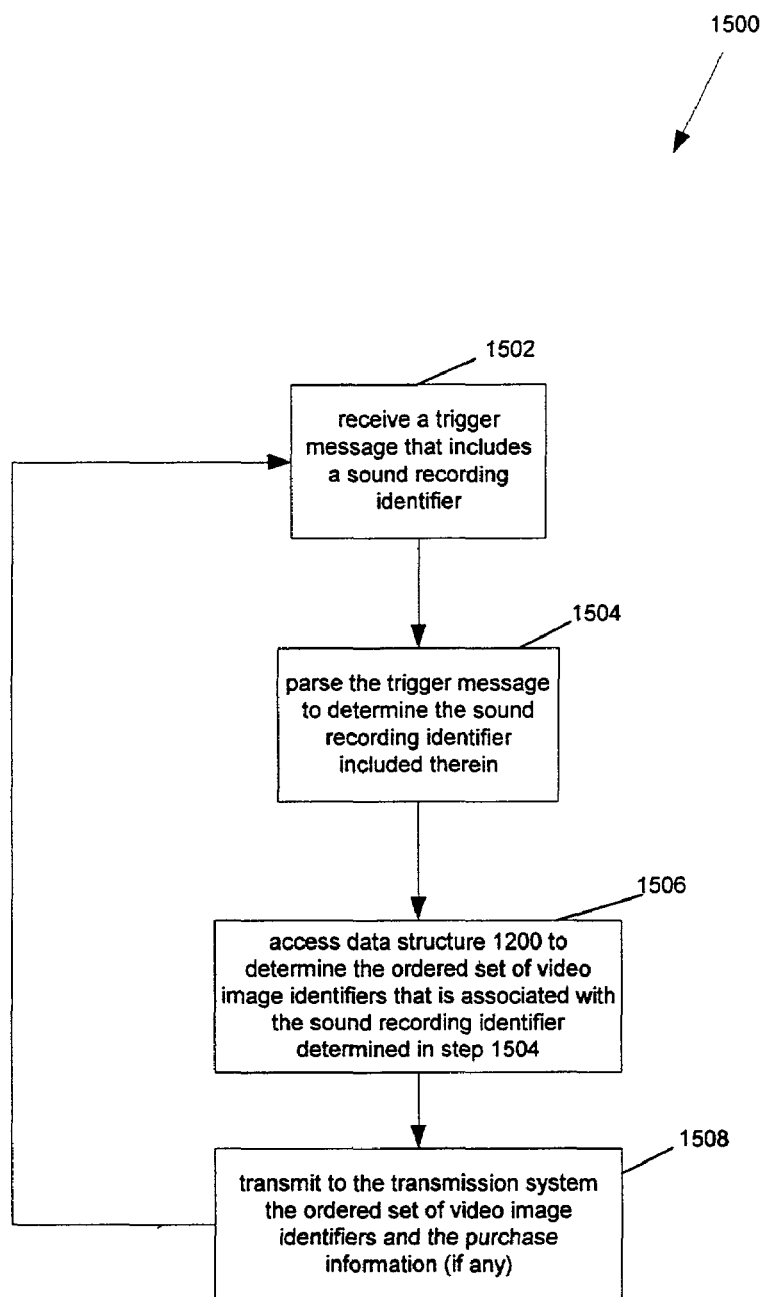 1500
1502
receive a trigger
message that includes
a sound recording
identifier
1504
parse the trigger message
to determine the sound
recording identifier
included therein
1506
access data structure 1200 to
determine the ordered set of video
image identifiers that is associated with
the sound recording identifier
determined in step 1504
1508
transmit to the transmission system
the ordered set of video image
identifiers and the purchase
information (if any)